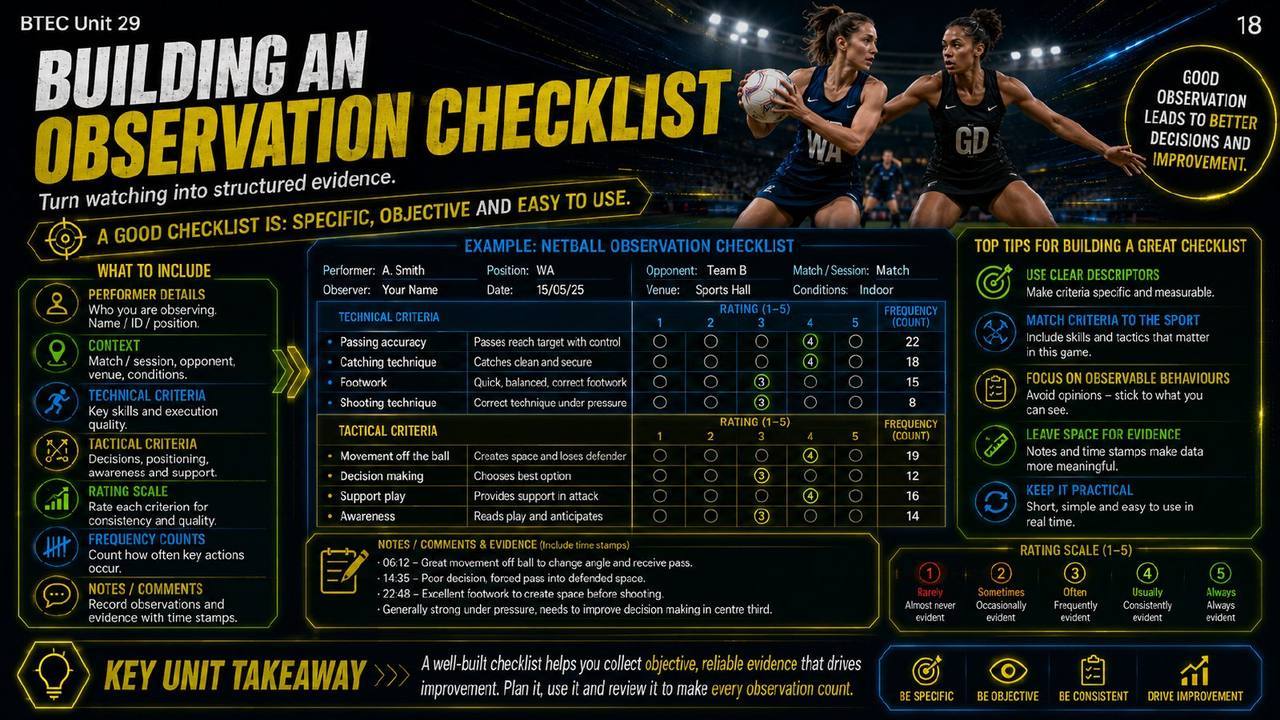 BTEC Unit 29
18
BUILDING AN
OBSERVATION CHECKLIST
Turn watching into structured evidence.
A GOOD CHECKLIST IS: SPECIFIC, OBJECTIVE AND EASY TO USE.
WA
GD
GOOD
OBSERVATION
LEADS TO BETTER
DECISIONS AND
IMPROVEMENT.
WHAT TO INCLUDE
PERFORMER DETAILS
Who you are observing.
Name / ID / position.
CONTEXT
Match / session, opponent,
venue, conditions.
TECHNICAL CRITERIA
Key skills and execution
quality.
TACTICAL CRITERIA
Decisions, positioning,
awareness and support.
RATING SCALE
Rate each criterion for
consistency and quality.
FREQUENCY COUNTS
Count how often key actions
occur.
NOTES / COMMENTS
Record observations and
evidence with time stamps.
EXAMPLE: NETBALL OBSERVATION CHECKLIST
Performer: A. Smith Position: WA Opponent: Team B Match / Session: Match
Observer: Your Name Date: 15/05/25 Venue: Sports Hall Conditions: Indoor
TECHNICAL CRITERIA RATING (1–5) FREQUENCY (COUNT)
1 2 3 4 5
Passing accuracy Passes reach target with control 4 22
Catching technique Catches clean and secure 4 18
Footwork Quick, balanced, correct footwork 3 15
Shooting technique Correct technique under pressure 3 8
TACTICAL CRITERIA RATING (1–5) FREQUENCY (COUNT)
1 2 3 4 5
Movement off the ball Creates space and loses defender 4 19
Decision making Chooses best option 3 12
Support play Provides support in attack 4 16
Awareness Reads play and anticipates 3 14
NOTES / COMMENTS & EVIDENCE (Include time stamps)
· 06:12 – Great movement off ball to change angle and receive pass.
· 14:35 – Poor decision, forced pass into defended space.
· 22:48 – Excellent footwork to create space before shooting.
· Generally strong under pressure, needs to improve decision making in centre third.
TOP TIPS FOR BUILDING A GREAT CHECKLIST
USE CLEAR DESCRIPTORS
Make criteria specific and measurable.
MATCH CRITERIA TO THE SPORT
Include skills and tactics that matter
in this game.
FOCUS ON OBSERVABLE BEHAVIOURS
Avoid opinions – stick to what you
can see.
LEAVE SPACE FOR EVIDENCE
Notes and time stamps make data
more meaningful.
KEEP IT PRACTICAL
Short, simple and easy to use in
real time.
RATING SCALE (1–5)
1 2 3 4 5
Rarely Sometimes Often Usually Always
Almost never evident Occasionally evident Frequently evident Consistently evident Always evident
KEY UNIT TAKEAWAY
A well-built checklist helps you collect objective, reliable evidence that drives
improvement. Plan it, use it and review it to make every observation count.
BE SPECIFIC BE OBJECTIVE BE CONSISTENT DRIVE IMPROVEMENT